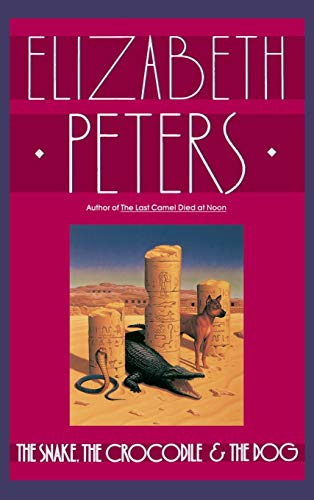 ELIZABETH
PETERS
Author of The Last Camel Died at Noon
THE SNAKE, THE CROCODILE & THE DOG